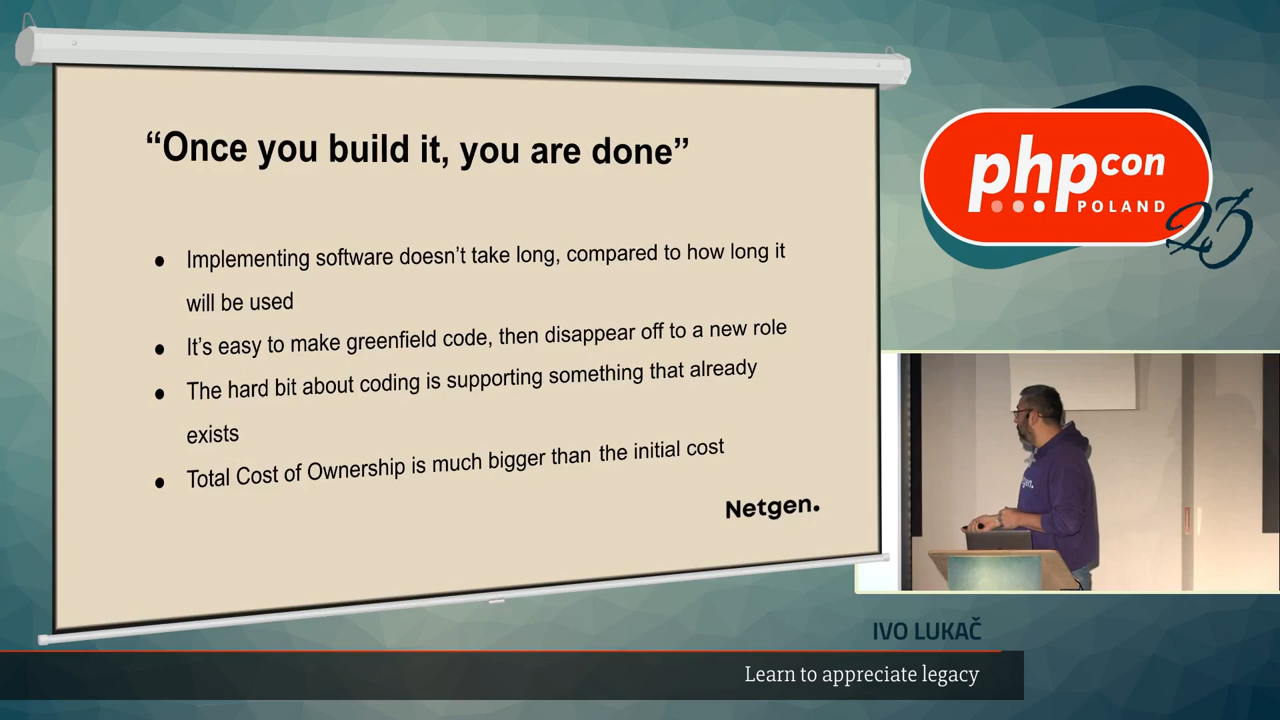 “Once you build it, you are done”
● Implementing software doesn’t take long, compared to how long it
will be used
● It’s easy to make greenfield code, then disappear off to a new role
● The hard bit about coding is supporting something that already
exists
● Total Cost of Ownership is much bigger than the initial cost
Netgen.
phpcon
POLAND
23
IVO LUKAČ
Learn to appreciate legacy